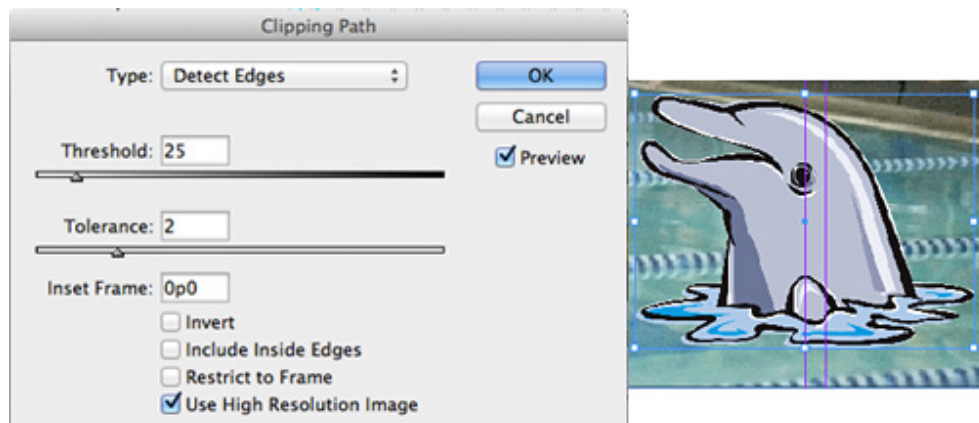 Clipping Path
Type: Detect Edges
OK
Cancel
Threshold: 25
Preview
Tolerance: 2
Inset Frame: 0p0
Invert
Include Inside Edges
Restrict to Frame
Use High Resolution Image